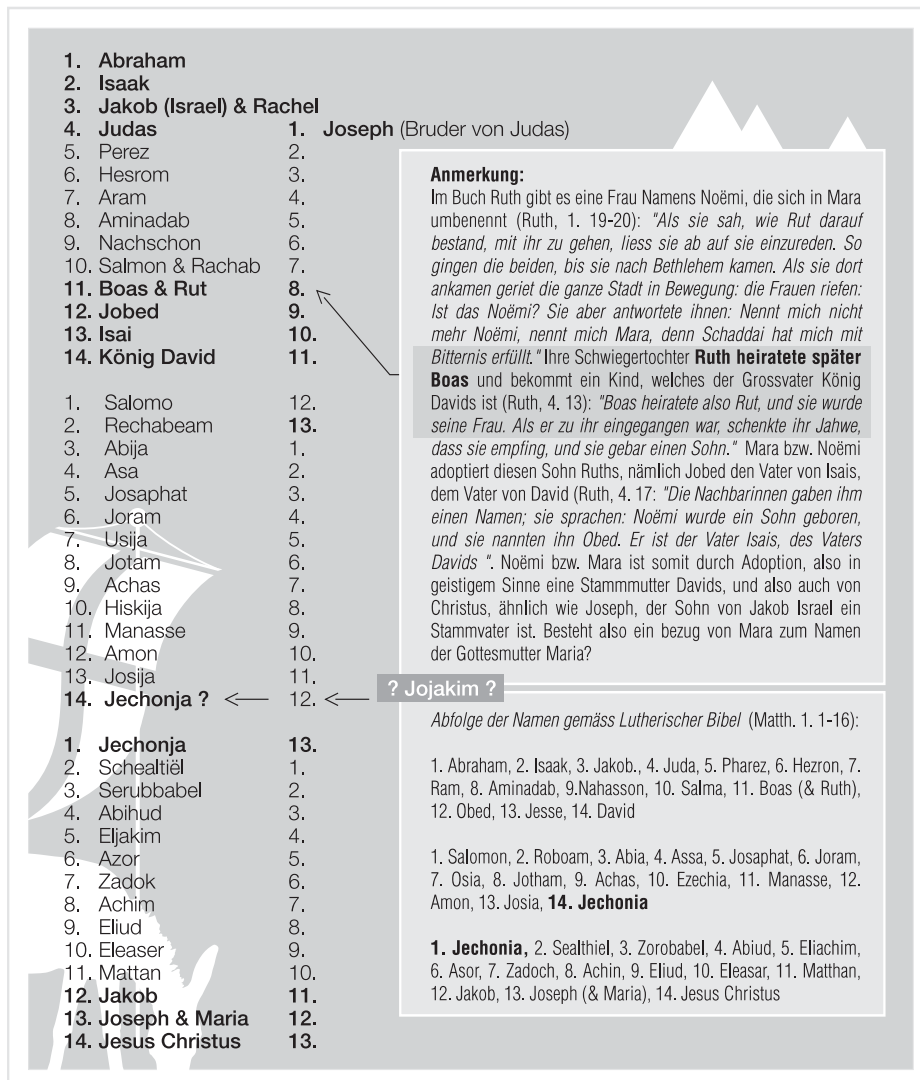 1. Abraham
2. Isaak
3. Jakob (Israel) & Rachel
4. Judas 1. Joseph (Bruder von Judas)
5. Perez 2.
6. Hesrom 3.
7. Aram 4.
8. Aminadab 5.
9. Nachschon 6.
10. Salmon & Rachab 7.
11. Boas & Rut 8.
12. Jobed 9.
13. Isai 10.
14. König David 11.
1. Salomo 12.
2. Rechabeam 13.
3. Abija 1.
4. Asa 2.
5. Josaphat 3.
6. Joram 4.
7. Usija 5.
8. Jotam 6.
9. Achas 7.
10. Hiskija 8.
11. Manasse 9.
12. Amon 10.
13. Josija 11.
14. Jechonja ? 12.
? Jojakim ?
1. Jechonja 13.
2. Schealtiël 1.
3. Serubbabel 2.
4. Abihud 3.
5. Eljakim 4.
6. Azor 5.
7. Zadok 6.
8. Achim 7.
9. Eliud 8.
10. Eleaser 9.
11. Mattan 10.
12. Jakob 11.
13. Joseph & Maria 12.
14. Jesus Christus 13.
Anmerkung:
Im Buch Ruth gibt es eine Frau Namens Noëmi, die sich in Mara
umbenennt (Ruth, 1. 19-20): "Als sie sah, wie Rut darauf
bestand, mit ihr zu gehen, liess sie ab auf sie einzureden. So
gingen die beiden, bis sie nach Bethlehem kamen. Als sie dort
ankamen geriet die ganze Stadt in Bewegung: die Frauen riefen:
Ist das Noëmi? Sie aber antwortete ihnen: Nennt mich nicht
mehr Noëmi, nennt mich Mara, denn Schaddai hat mich mit
Bitternis erfüllt." Ihre Schwiegertochter Ruth heiratete später
Boas und bekommt ein Kind, welches der Grossvater König
Davids ist (Ruth, 4. 13): "Boas heiratete also Rut, und sie wurde
seine Frau. Als er zu ihr eingegangen war, schenkte ihr Jahwe,
dass sie empfing, und sie gebar einen Sohn." Mara bzw. Noëmi
adoptiert diesen Sohn Ruths, nämlich Jobed den Vater von Isais,
dem Vater von David (Ruth, 4. 17: "Die Nachbarinnen gaben ihm
einen Namen; sie sprachen: Noëmi wurde ein Sohn geboren,
und sie nannten ihn Obed. Er ist der Vater Isais, des Vaters
Davids ". Noëmi bzw. Mara ist somit durch Adoption, also in
geistigem Sinne eine Stammmutter Davids, und also auch von
Christus, ähnlich wie Joseph, der Sohn von Jakob Israel ein
Stammvater ist. Besteht also ein bezug von Mara zum Namen
der Gottesmutter Maria?
Abfolge der Namen gemäss Lutherischer Bibel (Matth. 1. 1-16):
1. Abraham, 2. Isaak, 3. Jakob., 4. Juda, 5. Pharez, 6. Hezron, 7.
Ram, 8. Aminadab, 9.Nahasson, 10. Salma, 11. Boas (& Ruth),
12. Obed, 13. Jesse, 14. David
1. Salomon, 2. Roboam, 3. Abia, 4. Assa, 5. Josaphat, 6. Joram,
7. Osia, 8. Jotham, 9. Achas, 10. Ezechia, 11. Manasse, 12.
Amon, 13. Josia, 14. Jechonia
1. Jechonia, 2. Sealthiel, 3. Zorobabel, 4. Abiud, 5. Eliachim,
6. Asor, 7. Zadoch, 8. Achin, 9. Eliud, 10. Eleasar, 11. Matthan,
12. Jakob, 13. Joseph (& Maria), 14. Jesus Christus